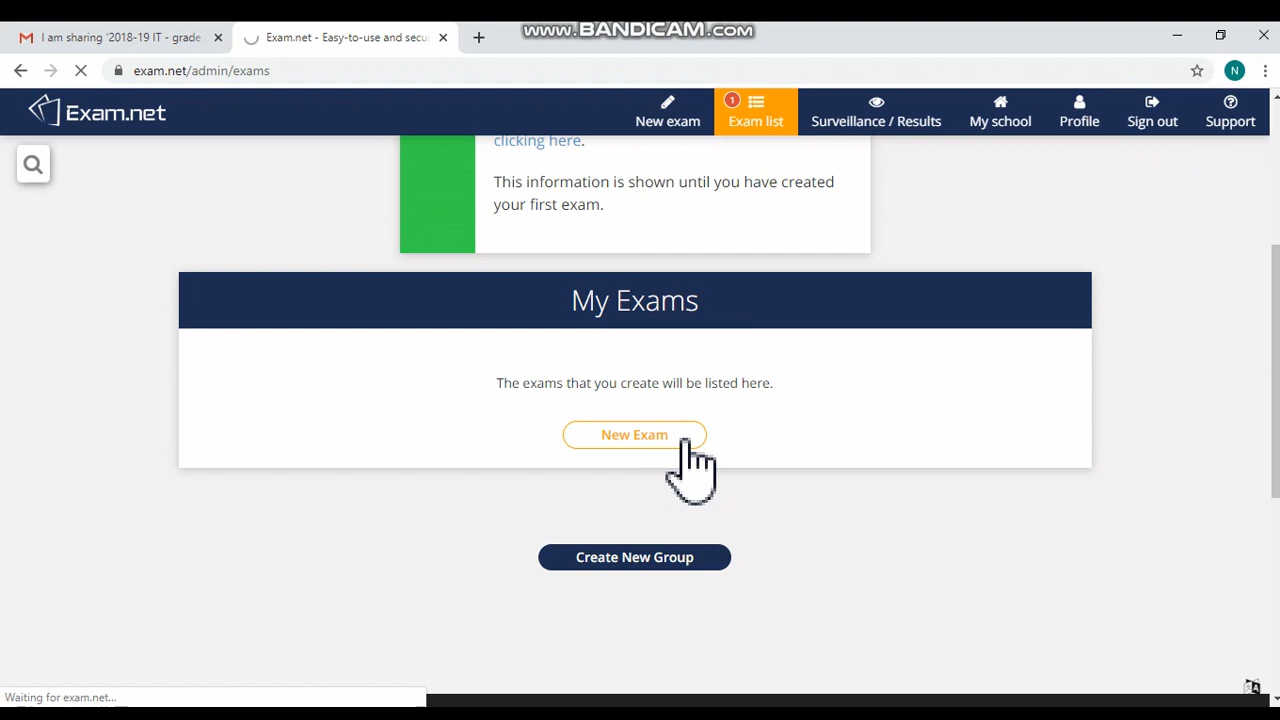 www.BANDICAM.com
I am sharing '2018-19 IT - grade
Exam.net - Easy-to-use and secu
exam.net/admin/exams
N
Exam.net
New exam
1
Exam list
Surveillance / Results
My school
Profile
Sign out
Support
clicking here.
This information is shown until you have created
your first exam.
My Exams
The exams that you create will be listed here.
New Exam
Create New Group
Waiting for exam.net...